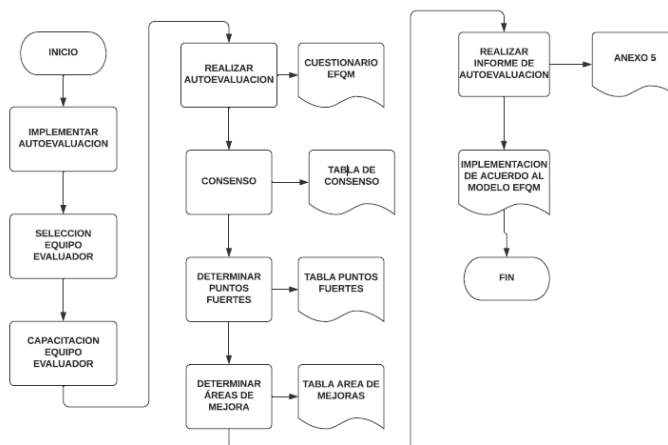 INICIO
IMPLEMENTAR
AUTOEVALUACION
SELECCION
EQUIPO
EVALUADOR
CAPACITACION
EQUIPO
EVALUADOR
REALIZAR
AUTOEVALUACION
CUESTIONARIO
EFQM
CONSENSO
TABLA DE
CONSENSO
DETERMINAR
PUNTOS
FUERTES
TABLA PUNTOS
FUERTES
DETERMINAR
ÁREAS DE
MEJORA
TABLA AREA DE
MEJORAS
REALIZAR
INFORME DE
AUTOEVALUACION
ANEXO 5
IMPLEMENTACION
DE ACUERDO AL
MODELO EFQM
FIN